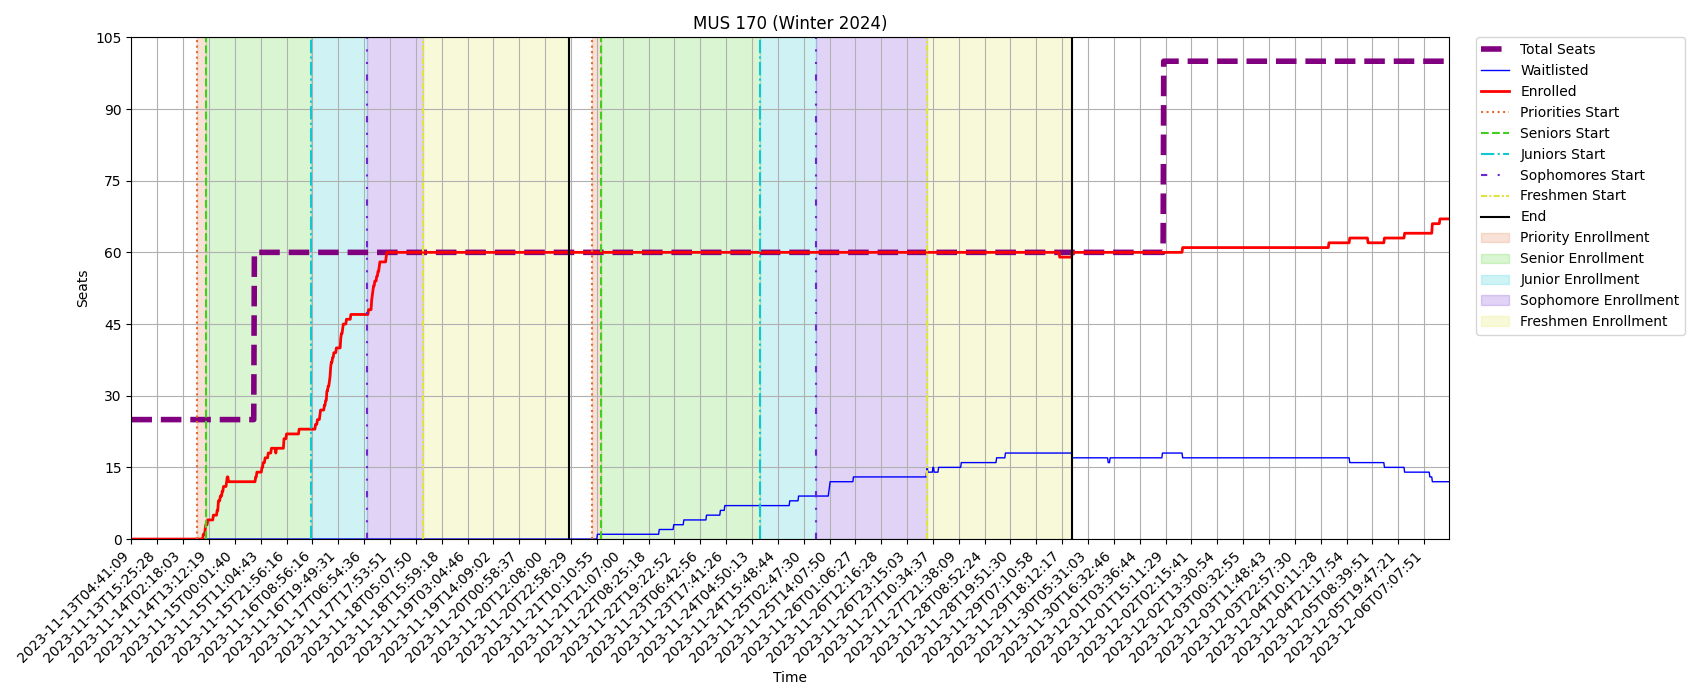 MUS 170 (Winter 2024)
105
90
75
60
45
30
15
0
Seats
2023-11-13T04:41:09
2023-11-13T15:25:28
2023-11-14T02:18:03
2023-11-14T13:12:19
2023-11-15T00:01:40
2023-11-15T11:04:43
2023-11-15T21:56:16
2023-11-16T08:56:16
2023-11-16T19:49:31
2023-11-17T06:54:36
2023-11-17T17:53:51
2023-11-18T05:07:50
2023-11-18T15:59:18
2023-11-19T03:04:46
2023-11-19T14:09:02
2023-11-20T00:58:37
2023-11-20T12:08:00
2023-11-20T22:58:29
2023-11-21T10:10:55
2023-11-21T21:07:00
2023-11-22T08:25:18
2023-11-22T19:22:52
2023-11-23T06:42:56
2023-11-23T17:41:26
2023-11-24T04:50:13
2023-11-24T15:48:44
2023-11-25T02:47:30
2023-11-25T14:07:50
2023-11-26T01:06:27
2023-11-26T12:16:28
2023-11-26T23:15:03
2023-11-27T10:34:37
2023-11-27T21:38:09
2023-11-28T08:52:24
2023-11-28T19:51:30
2023-11-29T07:10:58
2023-11-29T18:12:17
2023-11-30T05:31:03
2023-11-30T16:32:46
2023-12-01T03:36:44
2023-12-01T15:11:29
2023-12-02T02:15:41
2023-12-02T13:30:54
2023-12-03T00:32:55
2023-12-03T11:48:43
2023-12-03T22:57:30
2023-12-04T10:11:28
2023-12-04T21:17:54
2023-12-05T08:39:51
2023-12-05T19:47:21
2023-12-06T07:07:51
Time
Total Seats
Waitlisted
Enrolled
Priorities Start
Seniors Start
Juniors Start
Sophomores Start
Freshmen Start
End
Priority Enrollment
Senior Enrollment
Junior Enrollment
Sophomore Enrollment
Freshmen Enrollment